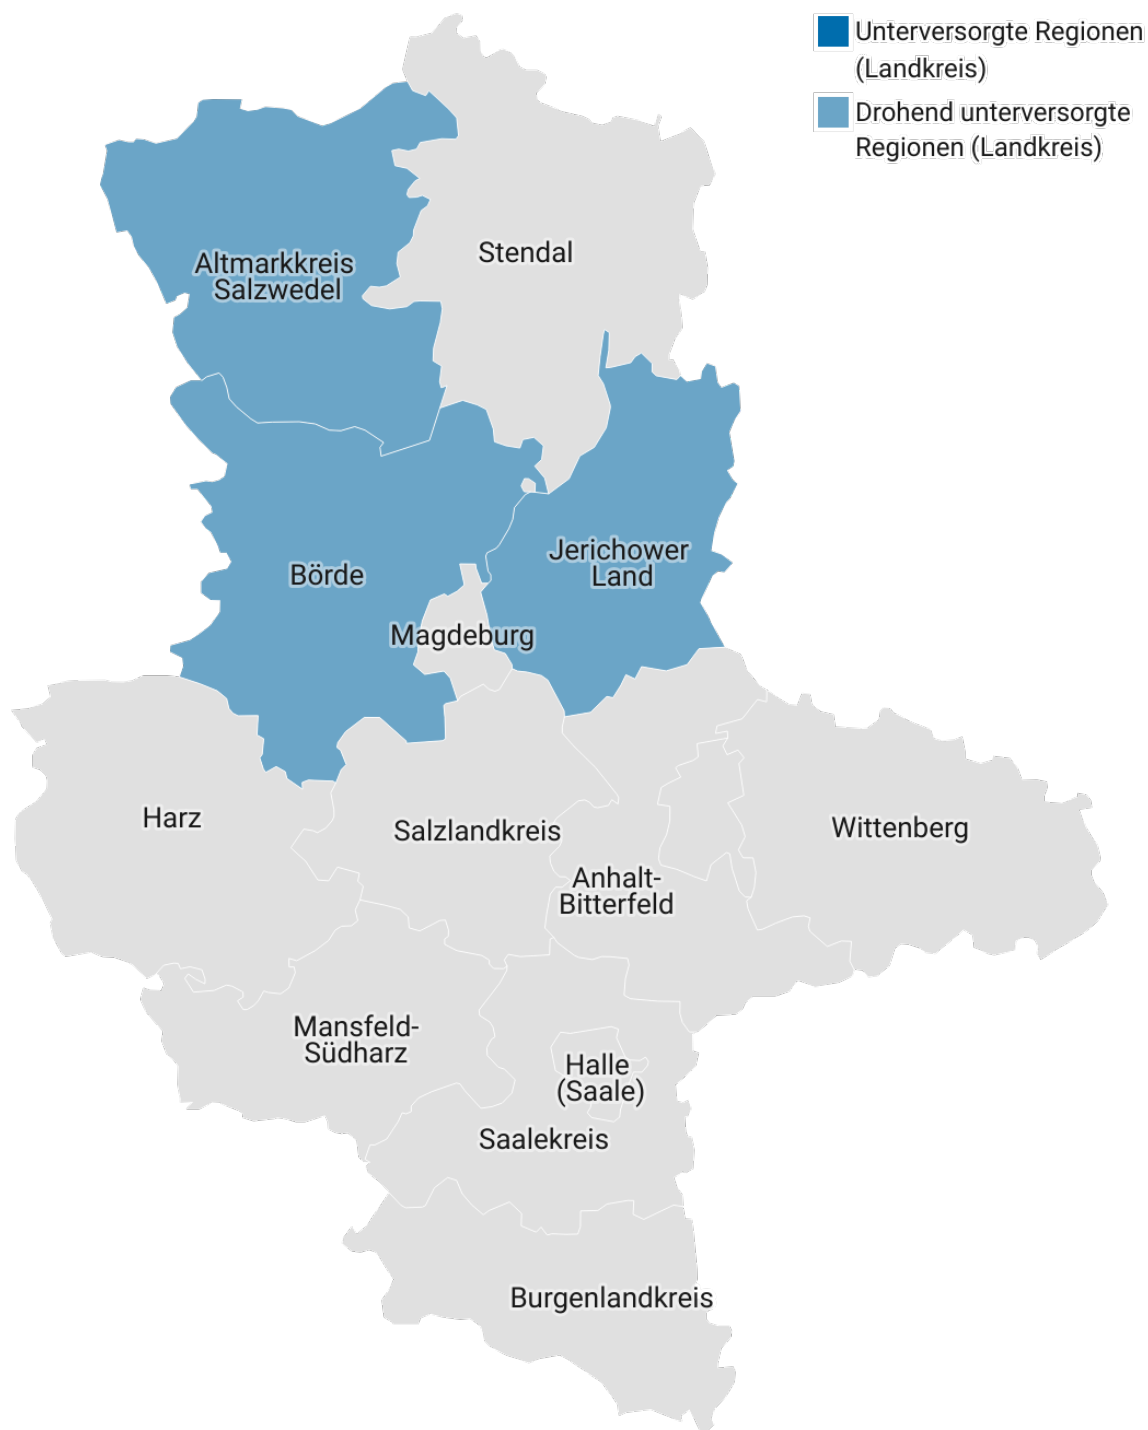 Unterversorgte Regionen
(Landkreis)
Drohend unterversorgte
Regionen (Landkreis)
Stendal
Altmarkkreis
Salzwedel
Jerichower
Land
Börde
Magdeburg
Harz
Salzlandkreis
Wittenberg
Anhalt-
Bitterfeld
Mansfeld-
Südharz
Halle
(Saale)
Saalekreis
Burgenlandkreis